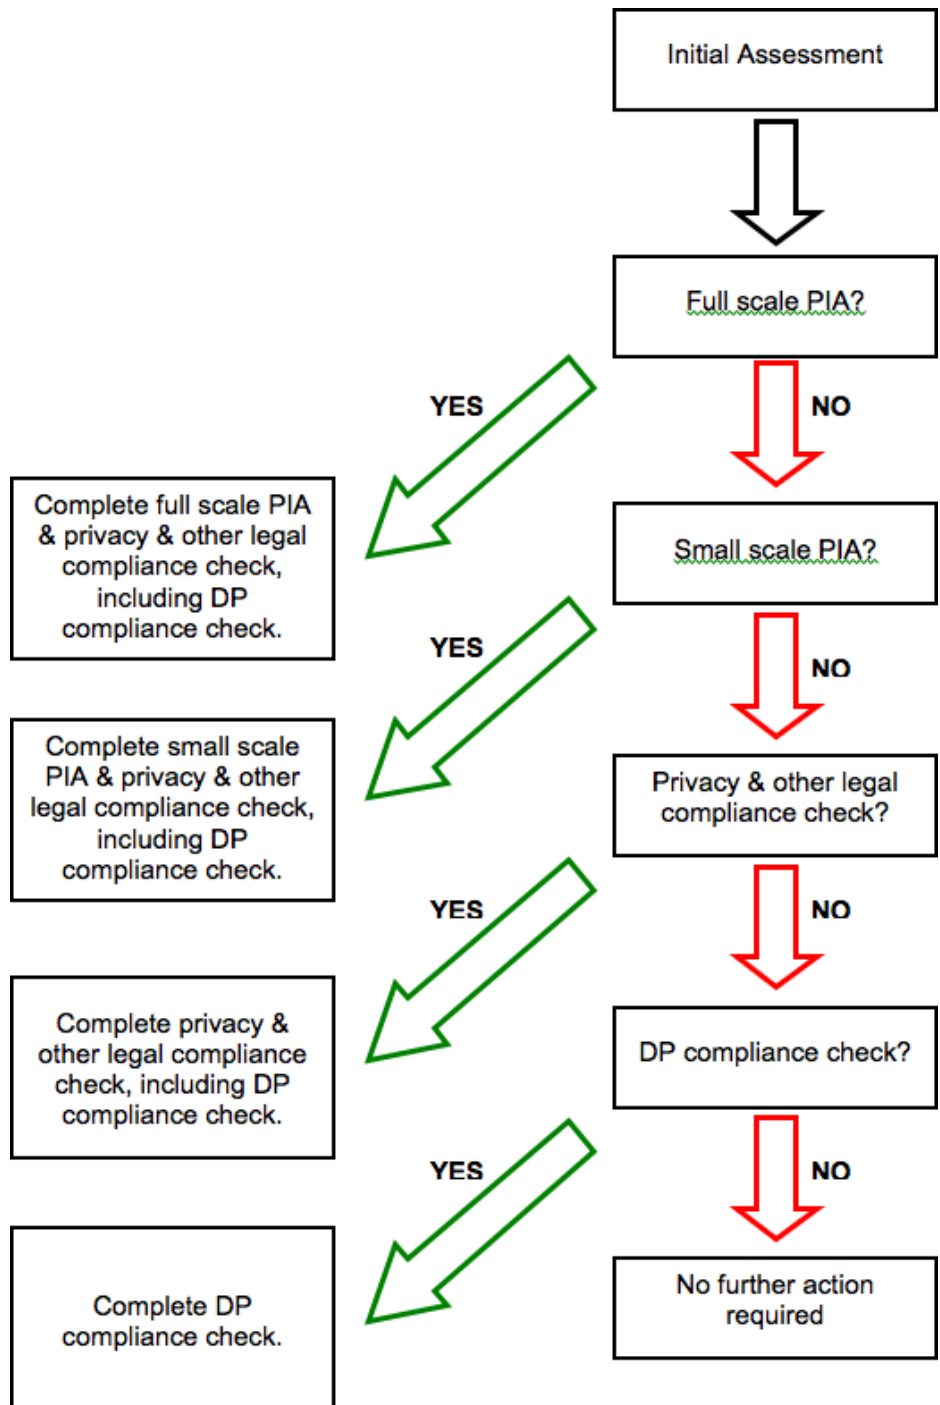 Initial Assessment
Full scale PIA?
YES
NO
Complete full scale PIA
& privacy & other legal
compliance check,
including DP
compliance check.
Small scale PIA?
YES
NO
Complete small scale
PIA & privacy & other
legal compliance check,
including DP
compliance check.
Privacy & other legal
compliance check?
YES
NO
Complete privacy &
other legal compliance
check, including DP
compliance check.
DP compliance check?
YES
NO
Complete DP
compliance check.
No further action
required